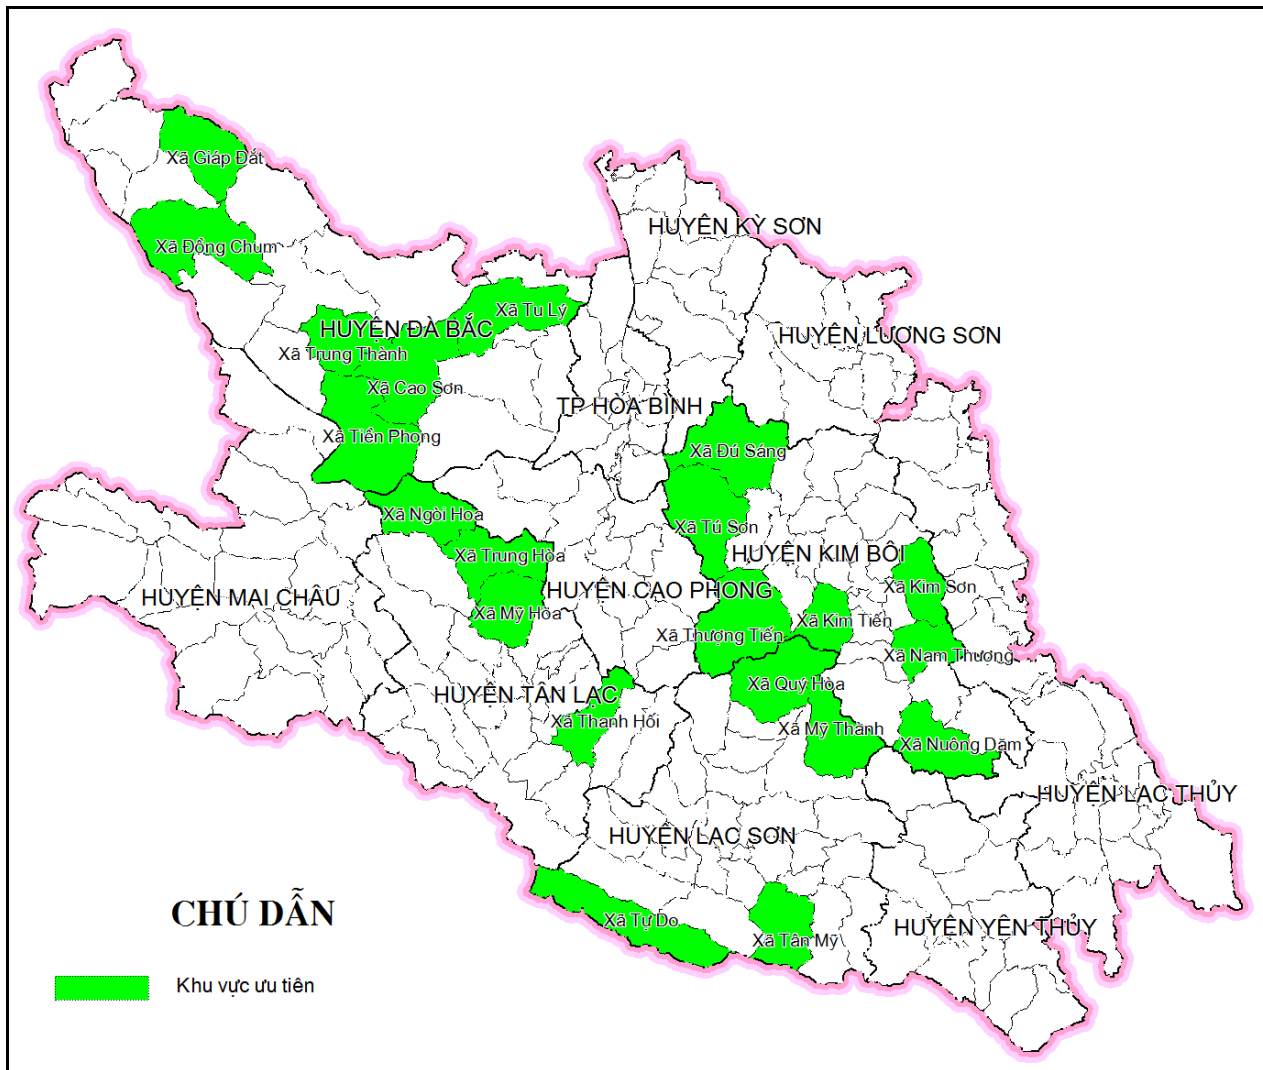 Xã Giáp Đắt
HUYỆN KỲ SƠN
Xã Đồng Chum
Xã Tu Lý
HUYỆN ĐÀ BẮC
HUYỆN LƯƠNG SƠN
Xã Trung Thành
Xã Cao Sơn
TP HÒA BÌNH
Xã Tiền Phong
Xã Đú Sáng
Xã Ngòi Hoa
Xã Tú Sơn
Xã Trung Hòa
HUYỆN KIM BÔI
HUYỆN MAI CHÂU
HUYỆN CAO PHONG
Xã Kim Sơn
Xã Mỹ Hòa
Xã Kim Tiến
Xã Thượng Tiến
Xã Nam Thượng
HUYỆN TÂN LẠC
Xã Quý Hòa
Xã Thanh Hối
Xã Mỹ Thành
Xã Nuông Dăm
HUYỆN LẠC THỦY
HUYỆN LẠC SƠN
Xã Tự Do
HUYỆN YÊN THỦY
Xã Tân Mỹ
CHÚ DẪN
Khu vực ưu tiên